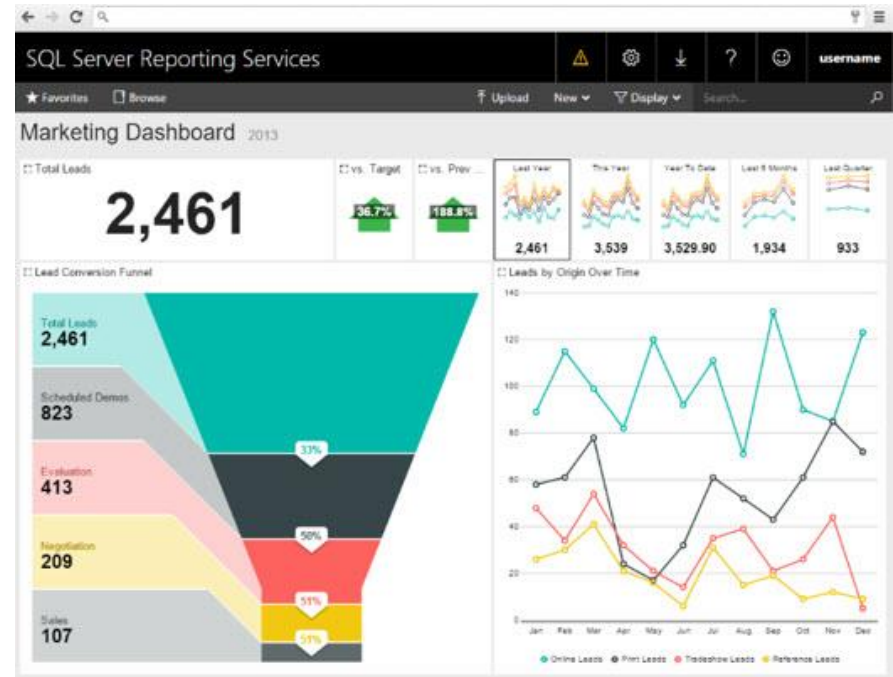 SQL Server Reporting Services
username
Favorites
Browse
Upload
New
Display
Search...
Marketing Dashboard 2013
Total Leads
2,461
vs. Target
36.7%
vs. Prev ...
188.8%
Last Year
2,461
This Year
3,539
Year To Date
3,529.90
Last 6 Months
1,934
Last Quarter
933
Lead Conversion Funnel
Total Leads
2,461
Scheduled Demos
823
Evaluation
413
Negotiation
209
Sales
107
33%
50%
51%
51%
Leads by Origin Over Time
140
120
100
80
60
40
20
0
Jan Feb Mar Apr May Jun Jul Aug Sep Oct Nov Dec
Online Leads Print Leads Tradeshow Leads Reference Leads